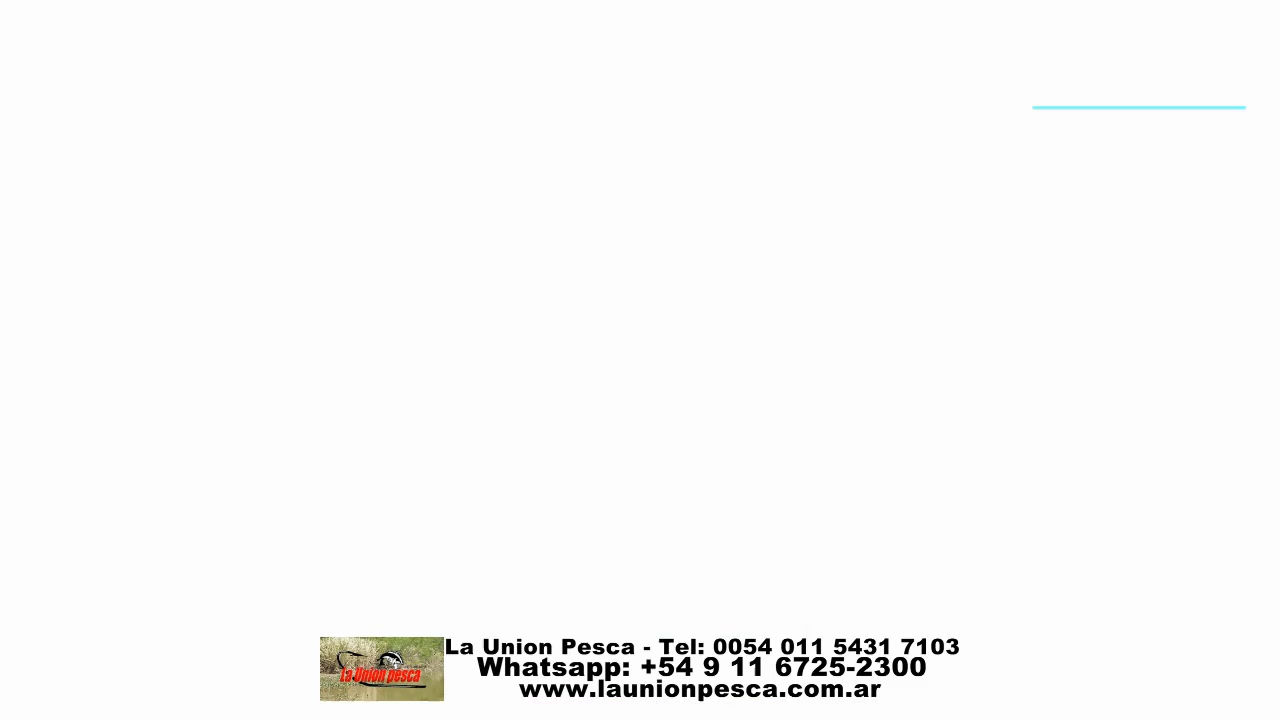 La Union Pesca - Tel: 0054 011 5431 7103
Whatsapp: +54 9 11 6725-2300
www.launionpesca.com.ar
La Union pesca